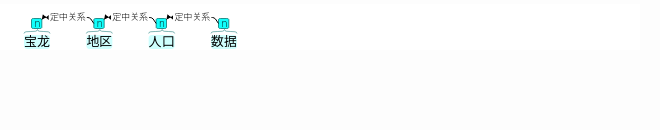 定中关系 定中关系 定中关系
n n n n
宝龙 地区 人口 数据